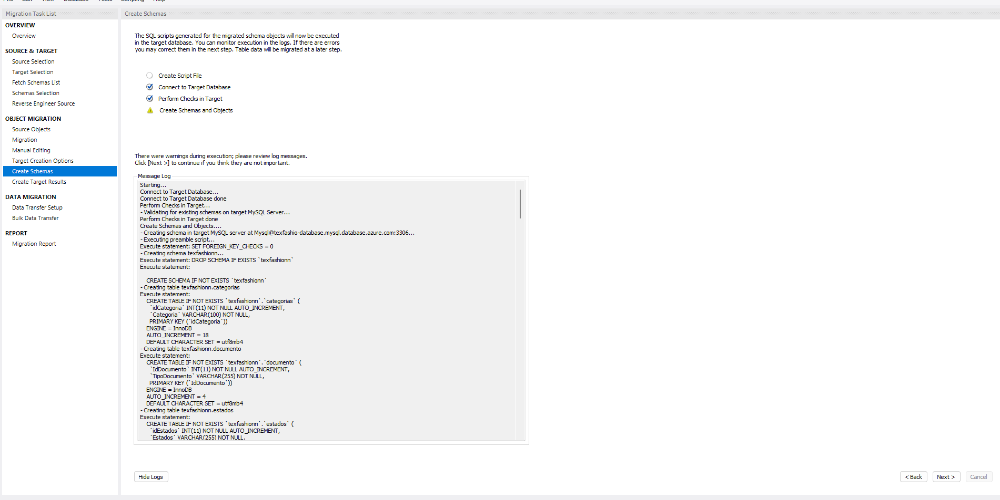 File Edit View Database Tools Scripting Help
Migration Task List
OVERVIEW
Overview
SOURCE & TARGET
Source Selection
Target Selection
Fetch Schemas List
Schemas Selection
Reverse Engineer Source
OBJECT MIGRATION
Source Objects
Migration
Manual Editing
Target Creation Options
Create Schemas
Create Target Results
DATA MIGRATION
Data Transfer Setup
Bulk Data Transfer
REPORT
Migration Report
Create Schemas
The SQL scripts generated for the migrated schema objects will now be executed
in the target database. You can monitor execution in the logs. If there are errors
you may correct them in the next step. Table data will be migrated at a later step.
Create Script File
Connect to Target Database
Perform Checks in Target
Create Schemas and Objects
There were warnings during execution; please review log messages.
Click [Next >] to continue if you think they are not important.
Message Log
Starting...
Connect to Target Database...
Connect to Target Database done
Perform Checks in Target...
- Validating for existing schemas on target MySQL Server...
Perform Checks in Target done
Create Schemas and Objects....
- Creating schema in target MySQL server at Mysql@texfashio-database.mysql.database.azure.com:3306...
- Executing preamble script...
Execute statement: SET FOREIGN_KEY_CHECKS = 0
- Creating schema texfashionn...
Execute statement: DROP SCHEMA IF EXISTS `texfashionn`
Execute statement:
CREATE SCHEMA IF NOT EXISTS `texfashionn`
- Creating table texfashionn.categorias
Execute statement:
CREATE TABLE IF NOT EXISTS `texfashionn`.`categorias` (
`idCategoria` INT(11) NOT NULL AUTO_INCREMENT,
`Categoria` VARCHAR(100) NOT NULL,
PRIMARY KEY (`idCategoria`))
ENGINE = InnoDB
AUTO_INCREMENT = 18
DEFAULT CHARACTER SET = utf8mb4
- Creating table texfashionn.documento
Execute statement:
CREATE TABLE IF NOT EXISTS `texfashionn`.`documento` (
`IdDocumento` INT(11) NOT NULL AUTO_INCREMENT,
`TipoDocumento` VARCHAR(255) NOT NULL,
PRIMARY KEY (`IdDocumento`))
ENGINE = InnoDB
AUTO_INCREMENT = 4
DEFAULT CHARACTER SET = utf8mb4
- Creating table texfashionn.estados
Execute statement:
CREATE TABLE IF NOT EXISTS `texfashionn`.`estados` (
`idEstados` INT(11) NOT NULL AUTO_INCREMENT,
`Estados` VARCHAR(255) NOT NULL,
Hide Logs
< Back
Next >
Cancel